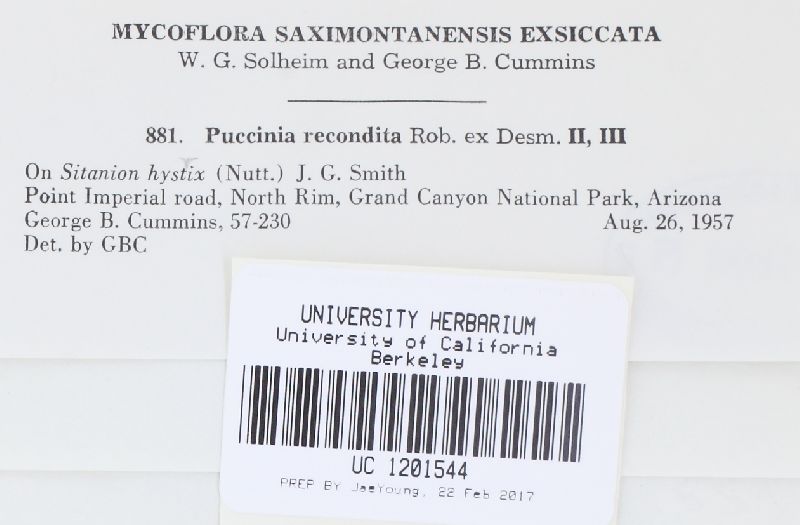 MYCOFLORA SAXIMONTANENSIS EXSICCATA
W. G. Solheim and George B. Cummins
881. Puccinia recondita Rob. ex Desm. II, III
On Sitanion hystix (Nutt.) J. G. Smith
Point Imperial road, North Rim, Grand Canyon National Park, Arizona
George B. Cummins, 57-230 Aug. 26, 1957
Det. by GBC
UNIVERSITY HERBARIUM
University of California
Berkeley
UC 1201544
PREP BY JaeYoung, 22 Feb 2017